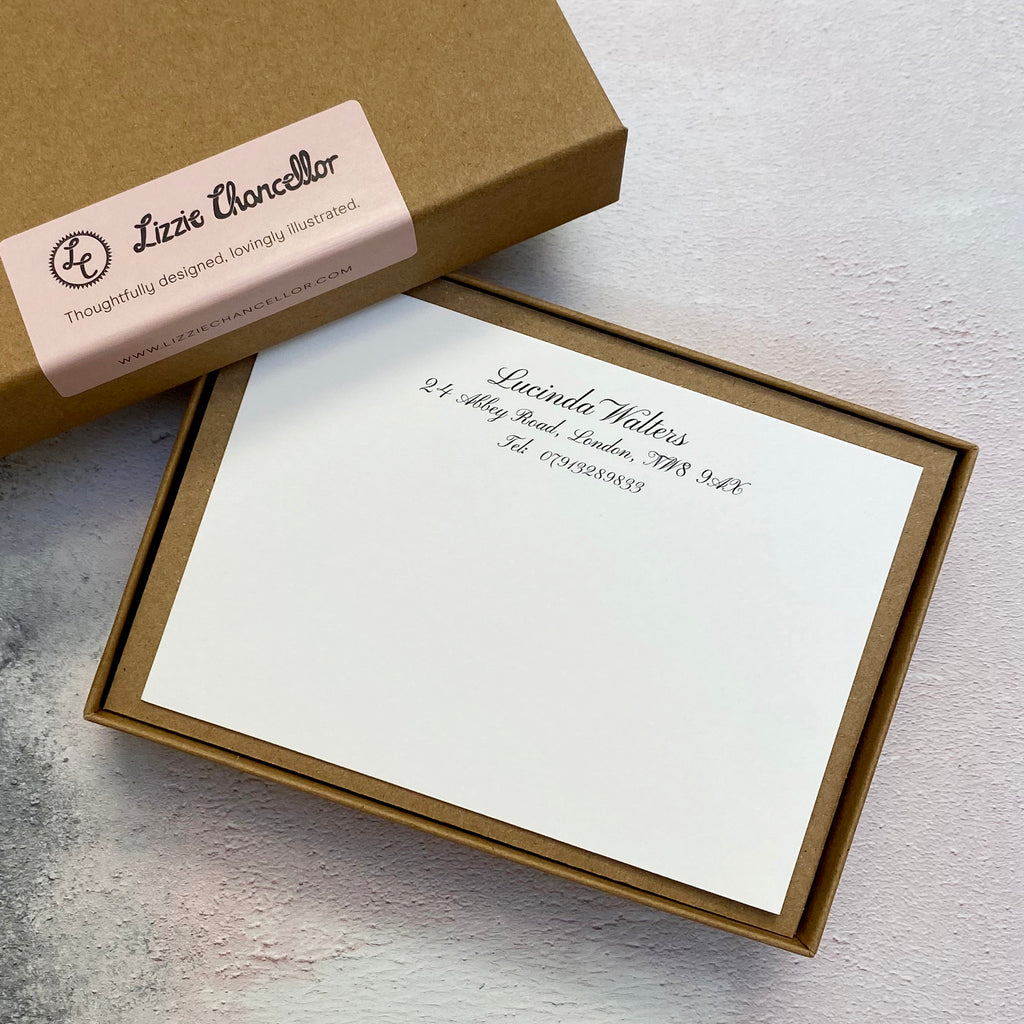 Lizzie Chancellor
LC
Thoughtfully designed, lovingly illustrated.
WWW.LIZZIECHANCELLOR.COM
Lucinda Walters
24 Abbey Road, London, NW8 9AX
Tel: 07913289833